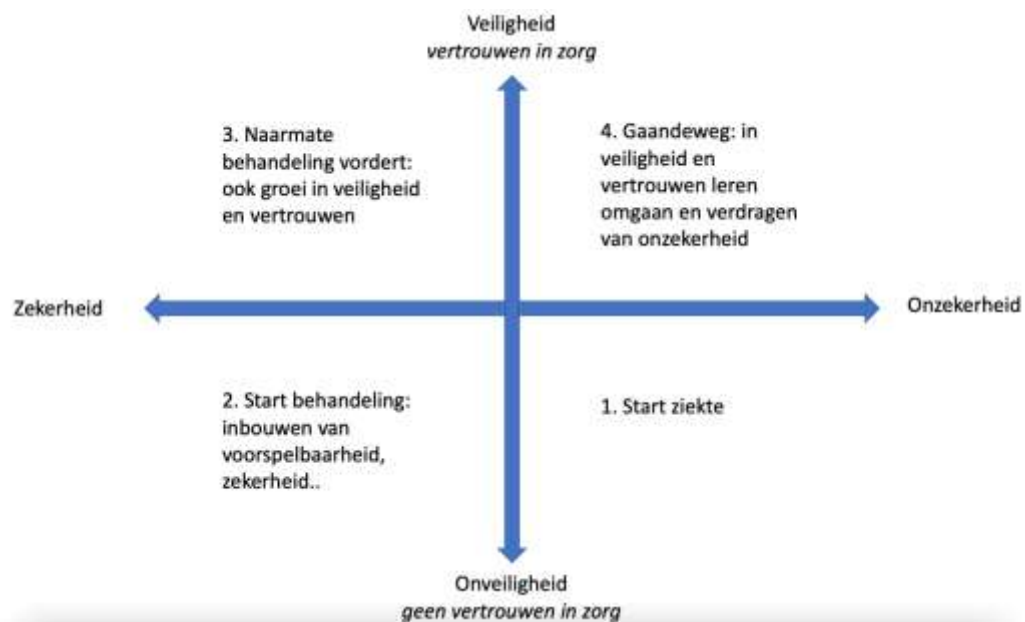 Veiligheid
vertrouwen in zorg
3. Naarmate
behandeling vordert:
ook groei in veiligheid
en vertrouwen
4. Gaandeweg: in
veiligheid en
vertrouwen leren
omgaan en verdragen
van onzekerheid
Zekerheid
Onzekerheid
2. Start behandeling:
inbouwen van
voorspelbaarheid,
zekerheid..
1. Start ziekte
Onveiligheid
geen vertrouwen in zorg